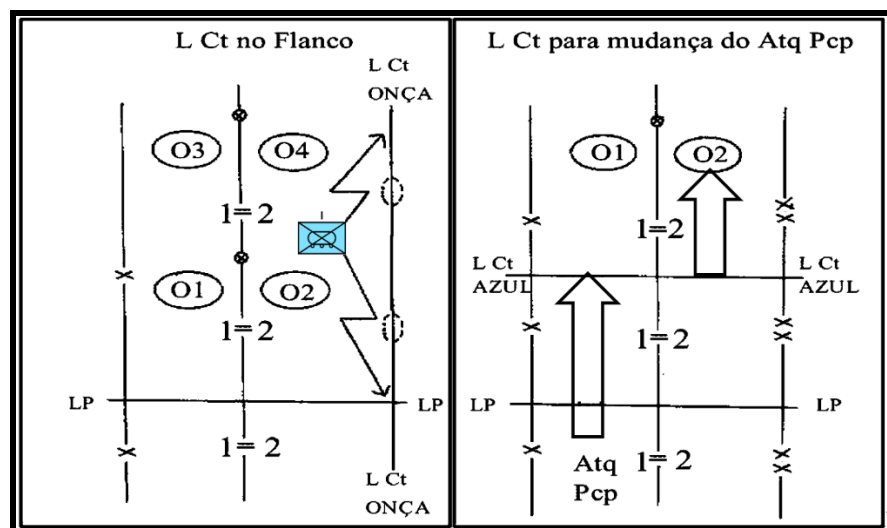 L Ct no Flanco
L Ct
ONÇA
O3
O4
1=2
I
O1
O2
1=2
LP
LP
1=2
L Ct
ONÇA
L Ct para mudança do Atq Pcp
O1
O2
1=2
L Ct
AZUL
L Ct
AZUL
1=2
LP
LP
Atq
Pcp
1=2